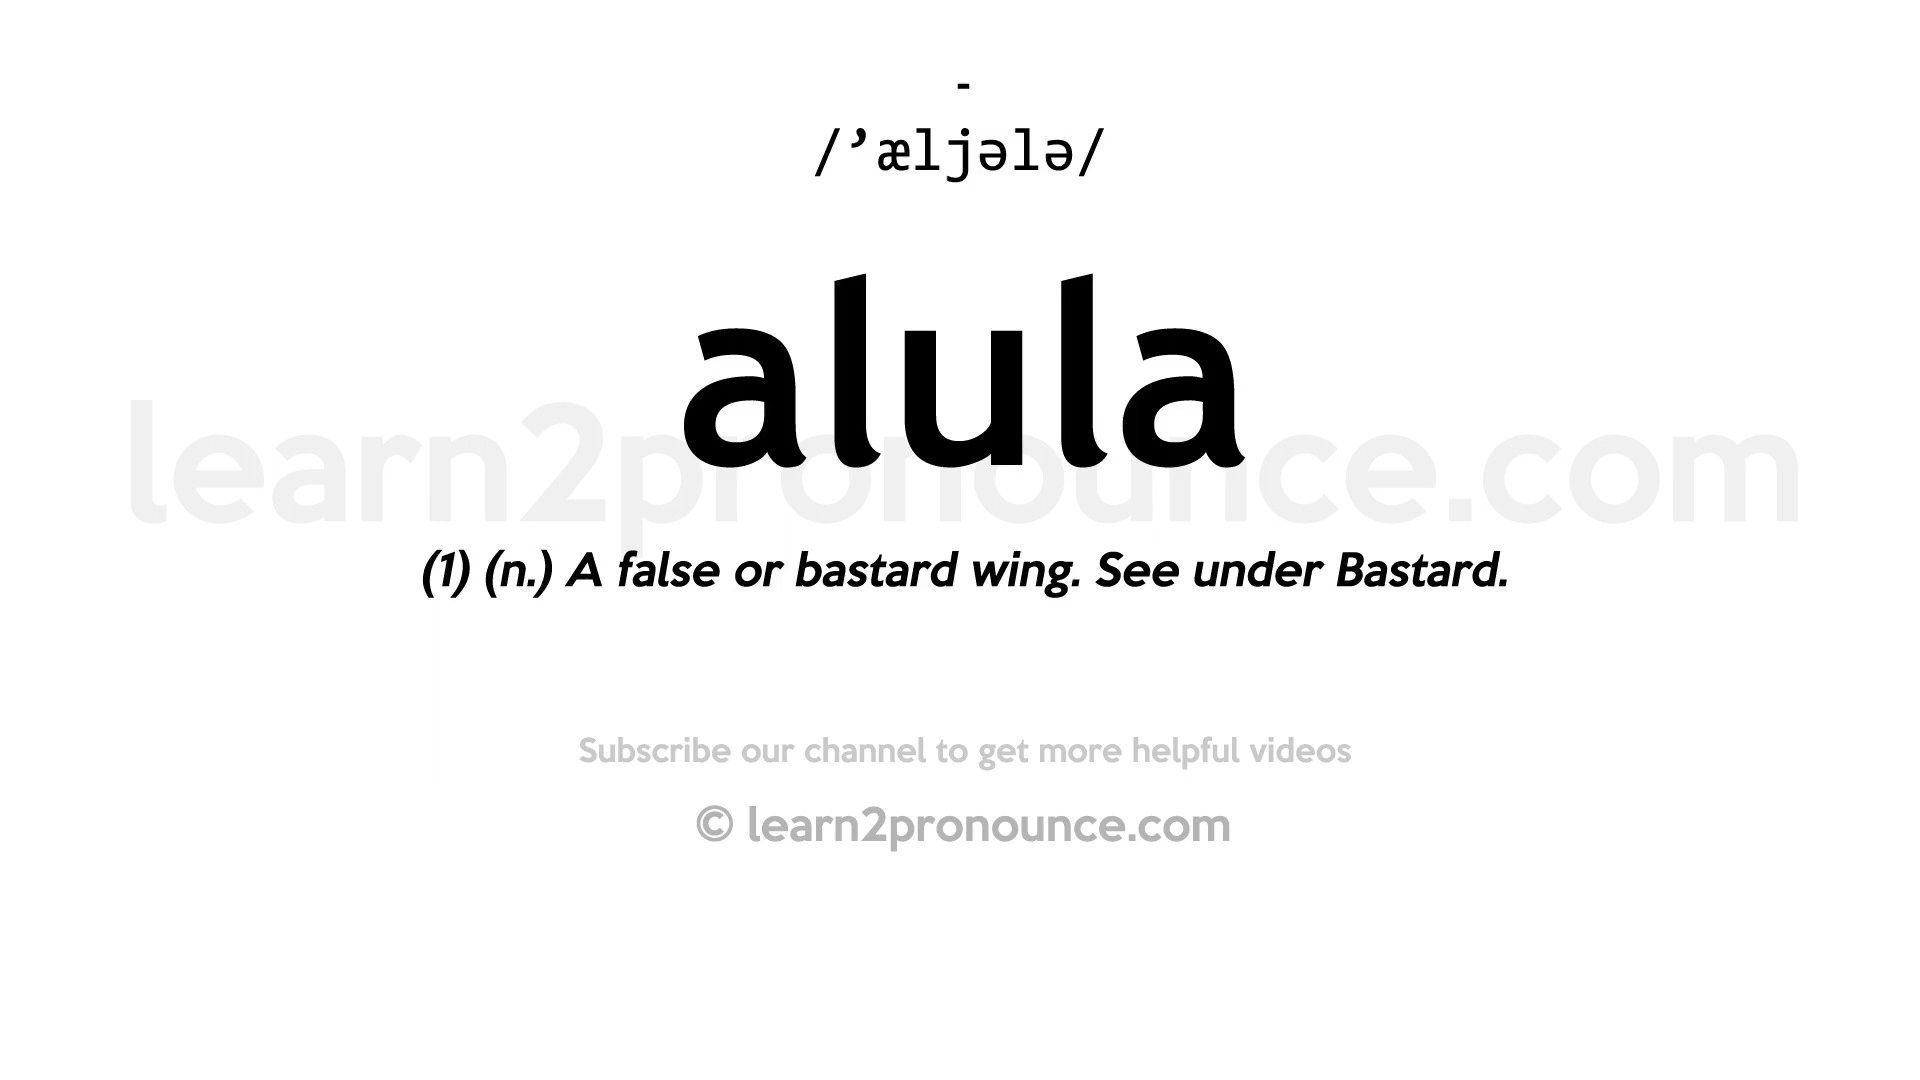 -
/’æljələ/
alula
learn2pronounce.com
(1) (n.) A false or bastard wing. See under Bastard.
Subscribe our channel to get more helpful videos
© learn2pronounce.com